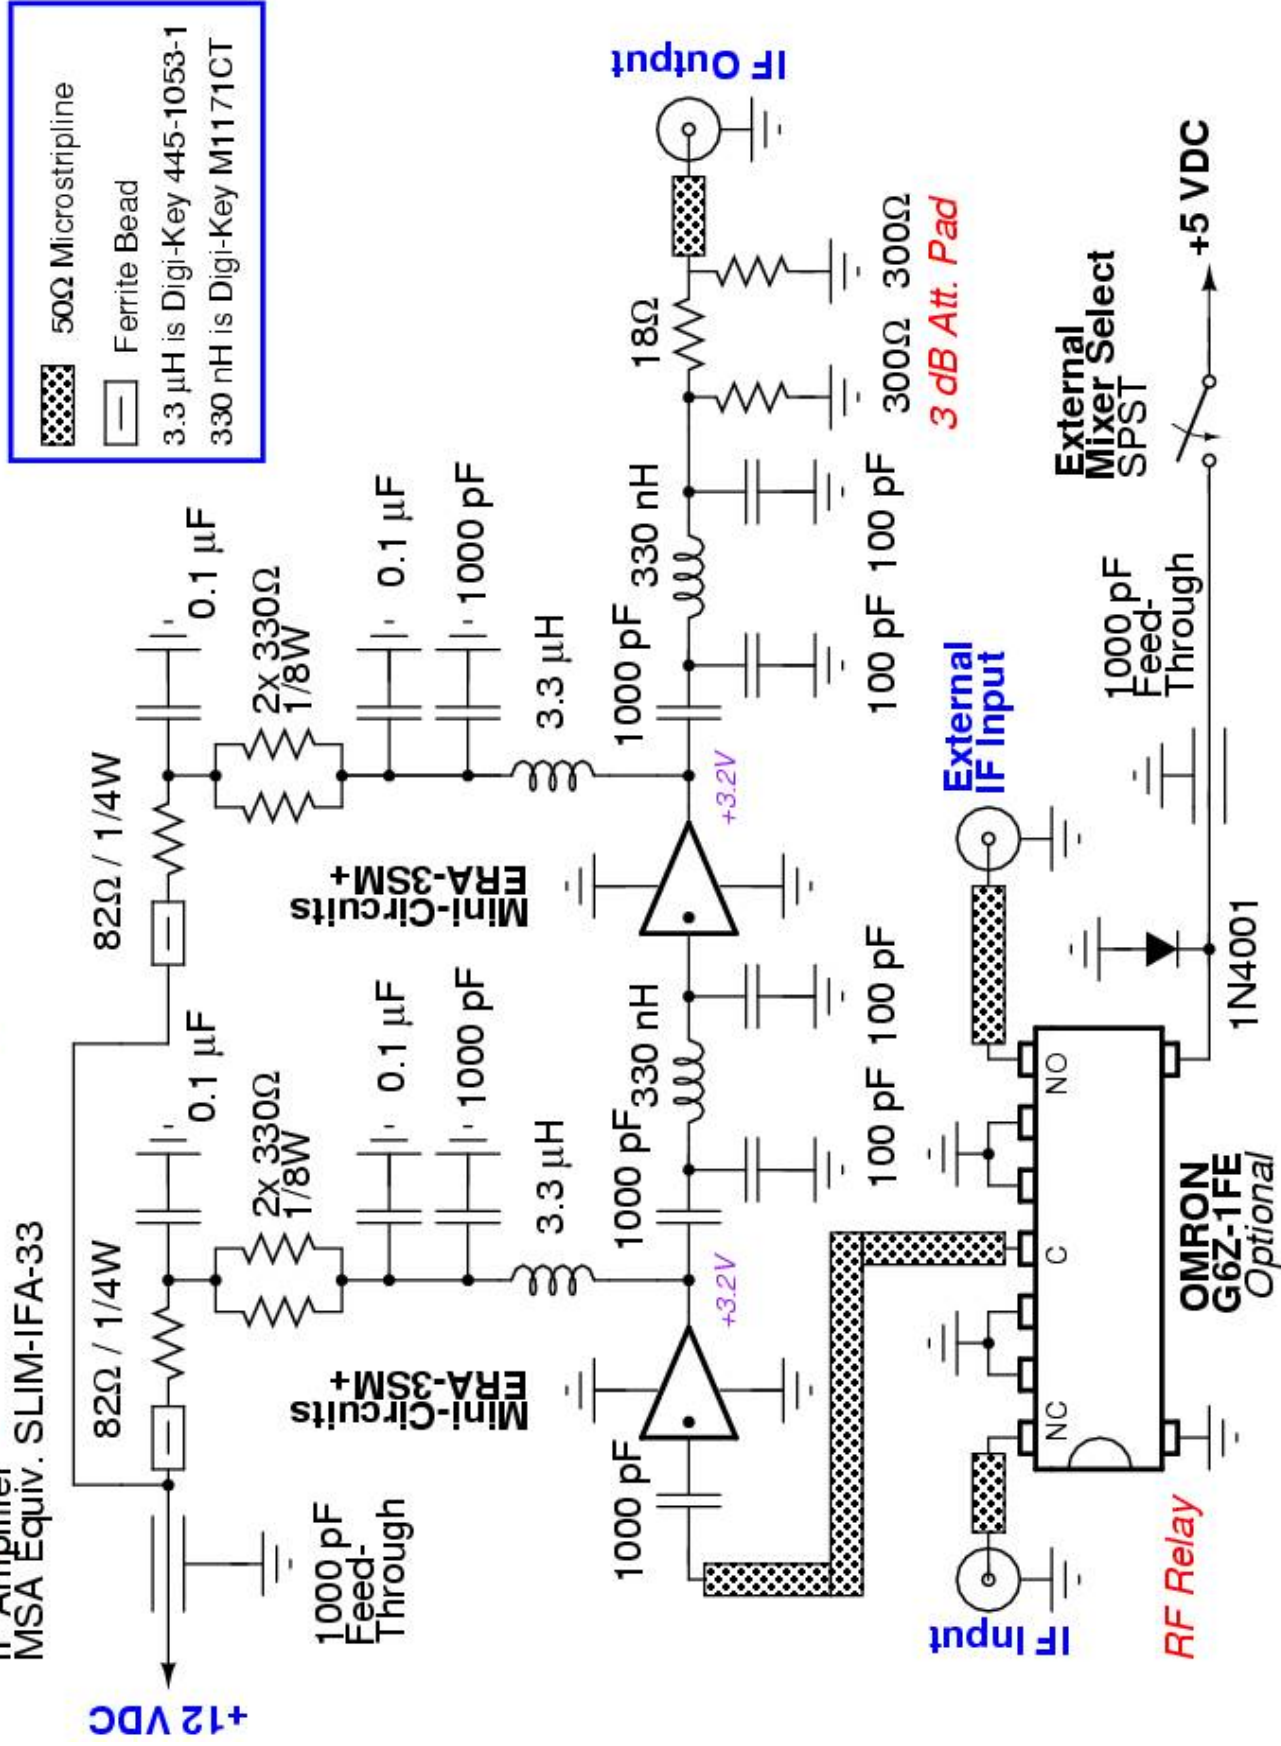 MSA Equiv. SLIM-IFA-33
50Ω Microstripline
Ferrite Bead
3.3 µH is Digi-Key 445-1053-1
330 nH is Digi-Key M1171CT
+12 VDC
1000 pF
Feed-
Through
82Ω / 1/4W
0.1 µF
2x 330Ω
1/8W
0.1 µF
1000 pF
3.3 µH
82Ω / 1/4W
0.1 µF
2x 330Ω
1/8W
0.1 µF
1000 pF
3.3 µH
Mini-Circuits
ERA-3SM+
Mini-Circuits
ERA-3SM+
1000 pF
+3.2V
1000 pF
330 nH
100 pF
100 pF
+3.2V
1000 pF
330 nH
100 pF
100 pF
18Ω
300Ω
300Ω
3 dB Att. Pad
IF Output
IF Input
RF Relay
NC
C
NO
OMRON
G6Z-1FE
Optional
External
IF Input
1N4001
1000 pF
Feed-
Through
External
Mixer Select
SPST
+5 VDC